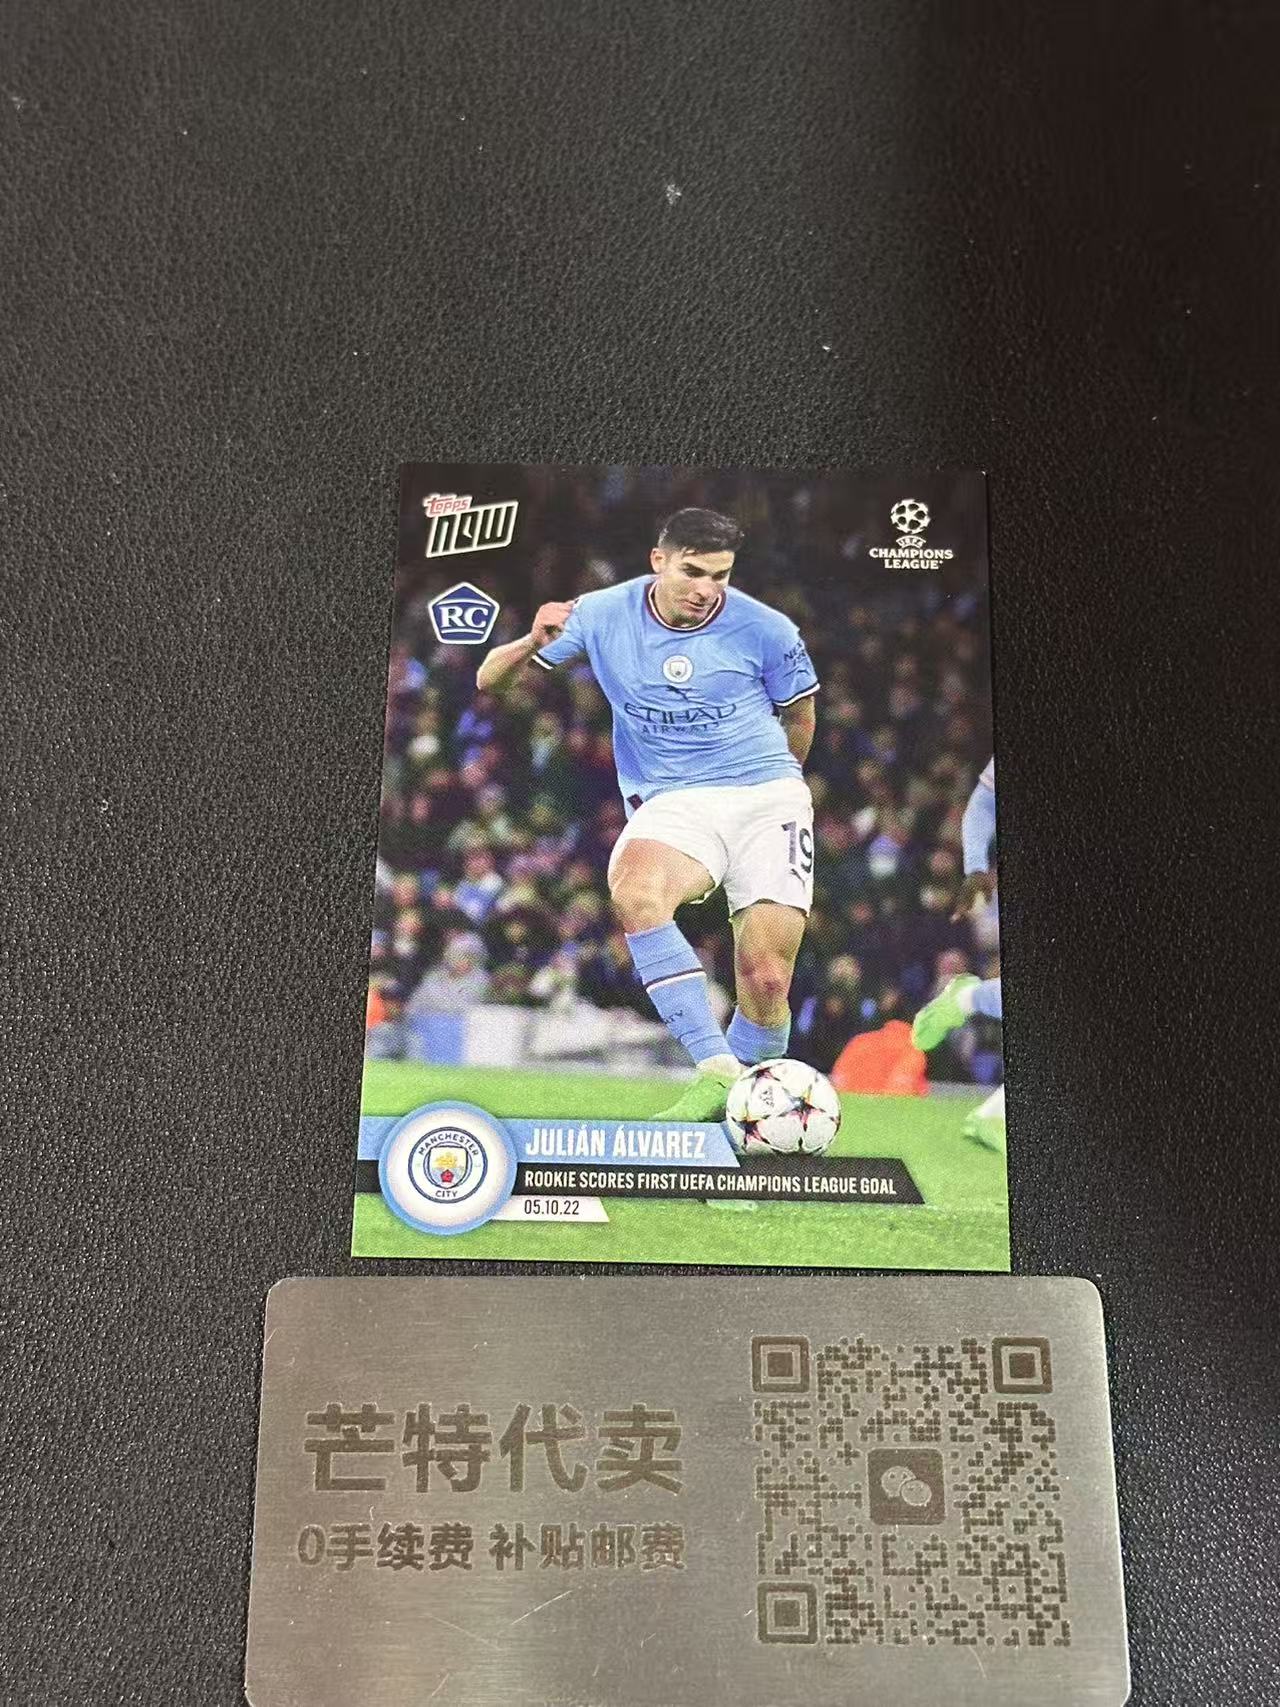 topps
NOW
UEFA
CHAMPIONS
LEAGUE
RC
ETIHAD
AIRWAYS
19
MANCHESTER
CITY
JULIÁN ÁLVAREZ
ROOKIE SCORES FIRST UEFA CHAMPIONS LEAGUE GOAL
05.10.22
芒特代卖
0手续费 补贴邮费